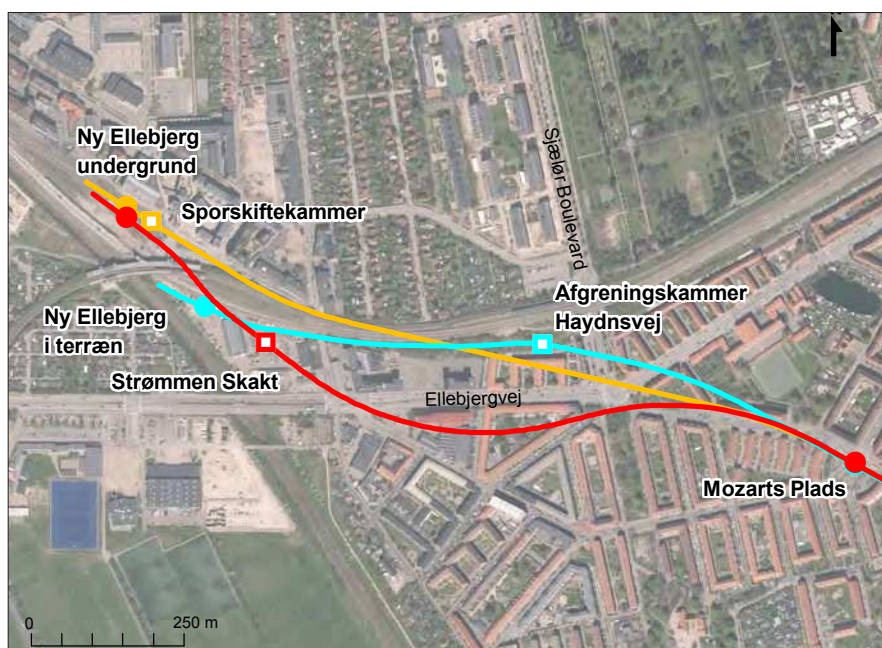 Ny Ellebjerg
undergrund
Sporskiftekammer
Sjælør Boulevard
Afgreningskammer
Haydnsvej
Ny Ellebjerg
i terræn
Strømmen Skakt
Ellebjergvej
Mozarts Plads
0
250 m